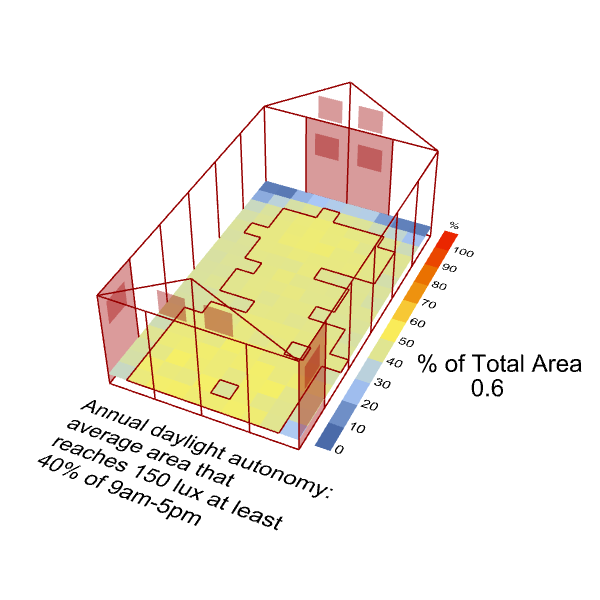 %
100
90
80
70
60
50
40
30
20
10
0
% of Total Area
0.6
Annual daylight autonomy:
average area that
reaches 150 lux at least
40% of 9am-5pm